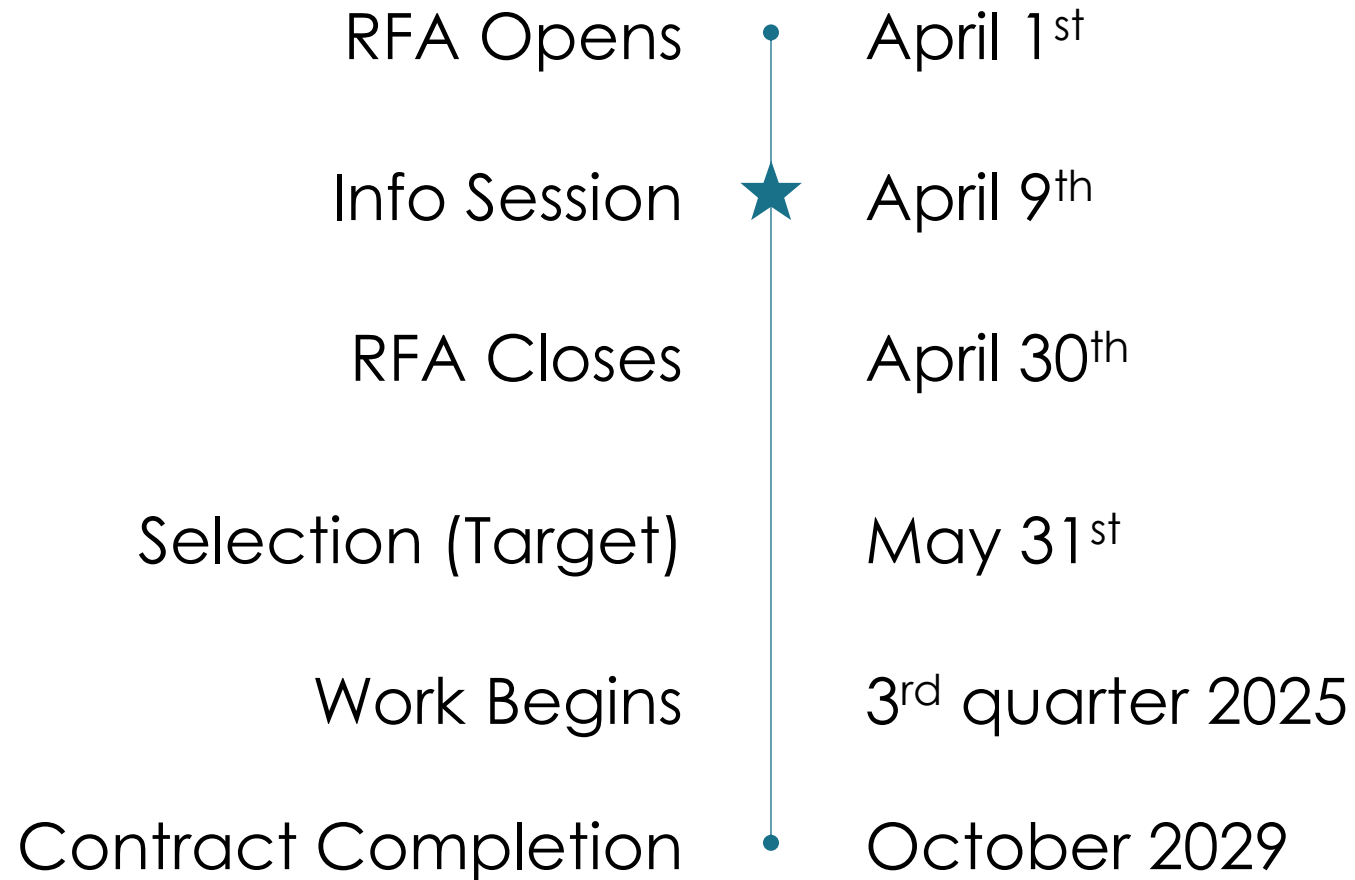 RFA Opens April 1st
Info Session April 9th
RFA Closes April 30th
Selection (Target) May 31st
Work Begins 3rd quarter 2025
Contract Completion October 2029